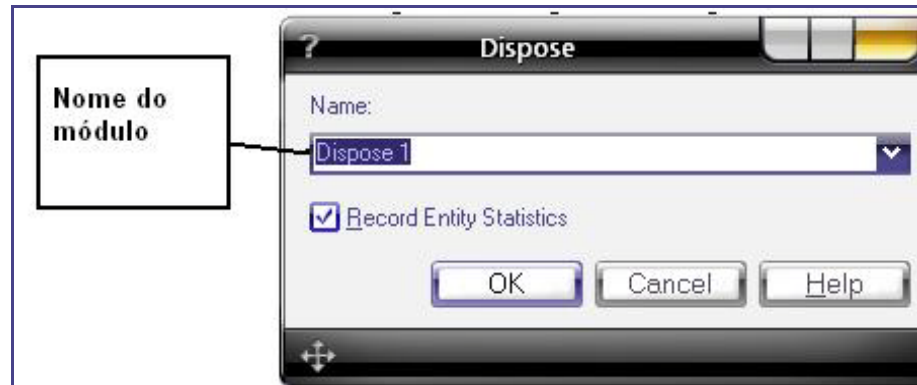 Dispose
Nome do
módulo
Name:
Dispose 1
Record Entity Statistics
OK Cancel Help